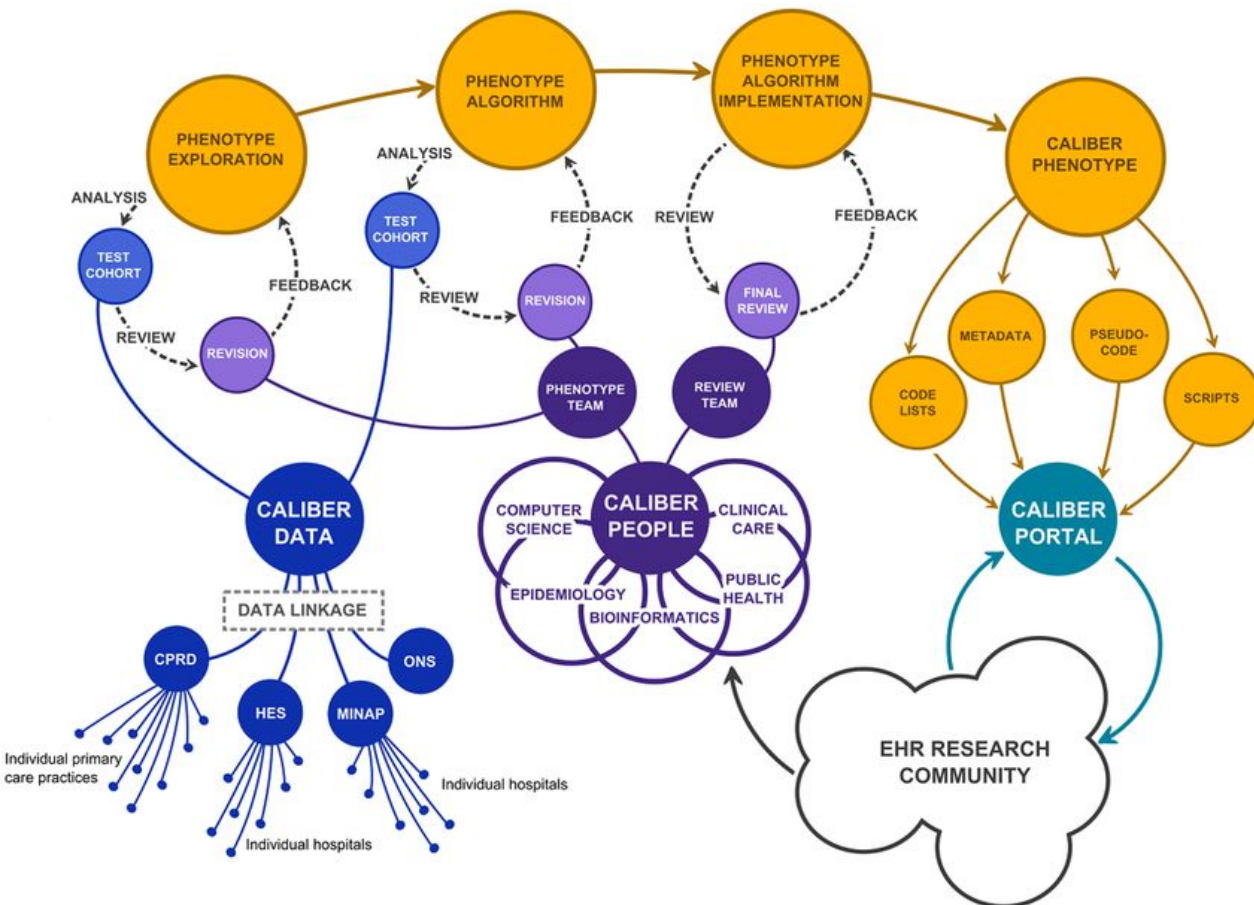 PHENOTYPE
EXPLORATION
PHENOTYPE
ALGORITHM
PHENOTYPE
ALGORITHM
IMPLEMENTATION
CALIBER
PHENOTYPE
ANALYSIS
TEST
COHORT
REVIEW
REVISION
FEEDBACK
ANALYSIS
TEST
COHORT
REVIEW
REVISION
FEEDBACK
REVIEW
FINAL
REVIEW
FEEDBACK
PHENOTYPE
TEAM
REVIEW
TEAM
CODE
LISTS
METADATA
PSEUDO-
CODE
SCRIPTS
CALIBER
DATA
DATA LINKAGE
CPRD
HES
MINAP
ONS
Individual primary
care practices
Individual hospitals
Individual hospitals
CALIBER
PEOPLE
COMPUTER
SCIENCE
EPIDEMIOLOGY
BIOINFORMATICS
PUBLIC
HEALTH
CLINICAL
CARE
CALIBER
PORTAL
EHR RESEARCH
COMMUNITY